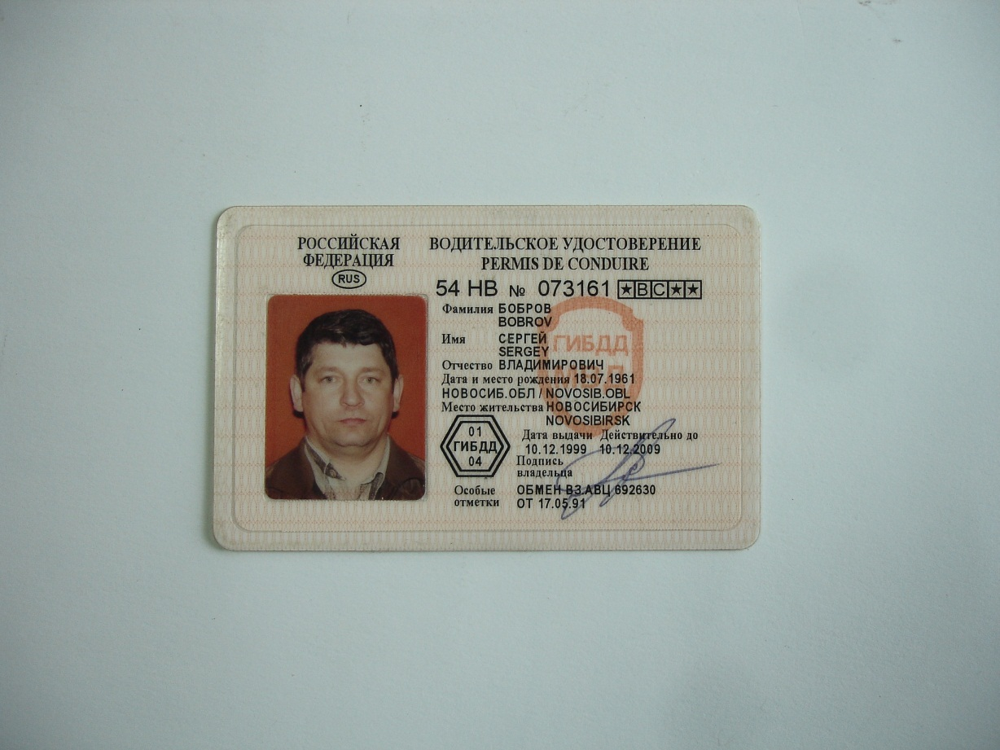 РОССИЙСКАЯ
ФЕДЕРАЦИЯ
RUS
ВОДИТЕЛЬСКОЕ УДОСТОВЕРЕНИЕ
PERMIS DE CONDUIRE
54 НВ № 073161 ★BC★★
Фамилия БОБРОВ
BOBROV
Имя СЕРГЕЙ
SERGEY
Отчество ВЛАДИМИРОВИЧ
Дата и место рождения 18.07.1961
НОВОСИБ.ОБЛ / NOVOSIB.OBL
Место жительства НОВОСИБИРСК
NOVOSIBIRSK
ГИБДД
МВД
Дата выдачи Действительно до
10.12.1999 10.12.2009
01
ГИБДД
04
Подпись
владельца
Особые
отметки
ОБМЕН ВЗ.АВЦ 692630
ОТ 17.05.91